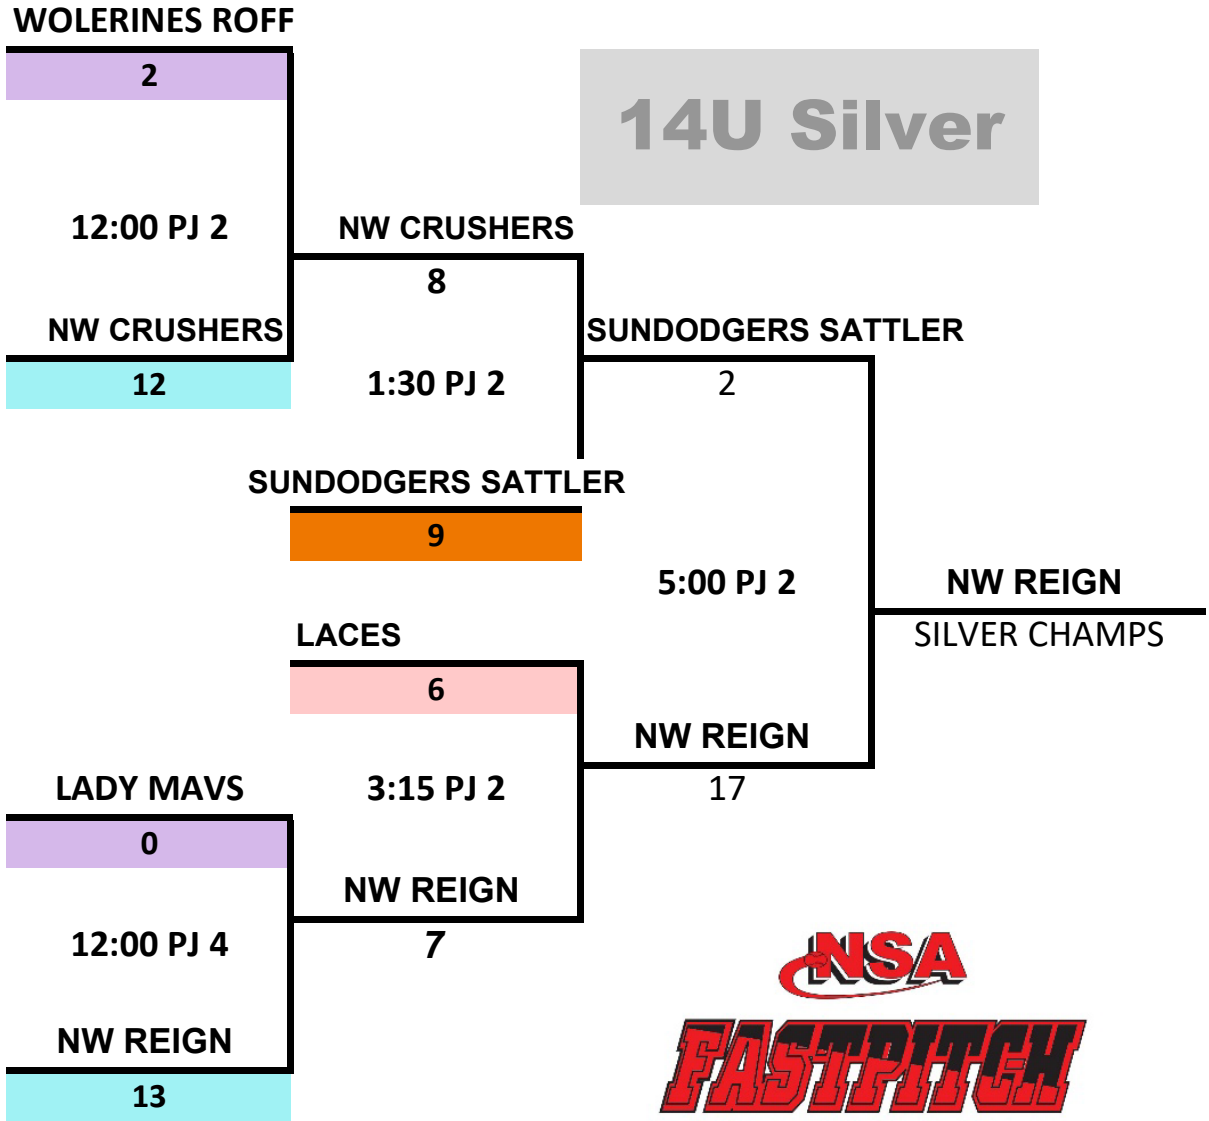 WOLERINES ROFF
2
14U Silver
12:00 PJ 2
NW CRUSHERS
8
NW CRUSHERS
12
1:30 PJ 2
SUNDODGERS SATTLER
2
SUNDODGERS SATTLER
9
5:00 PJ 2
NW REIGN
SILVER CHAMPS
LACES
6
NW REIGN
17
LADY MAVS
0
3:15 PJ 2
NW REIGN
7
12:00 PJ 4
NW REIGN
13
NSA
FASTPITCH